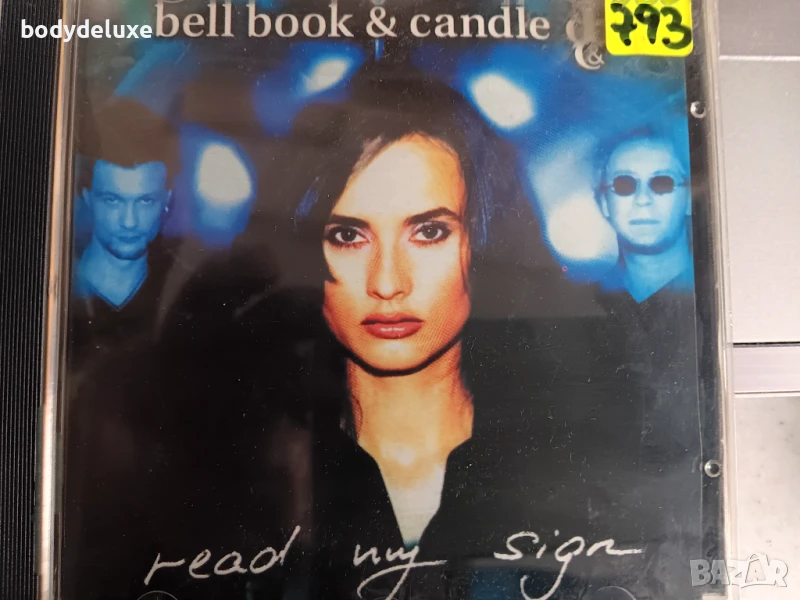 bodydeluxe
bell book & candle
&
793
read my sign
BAZAR